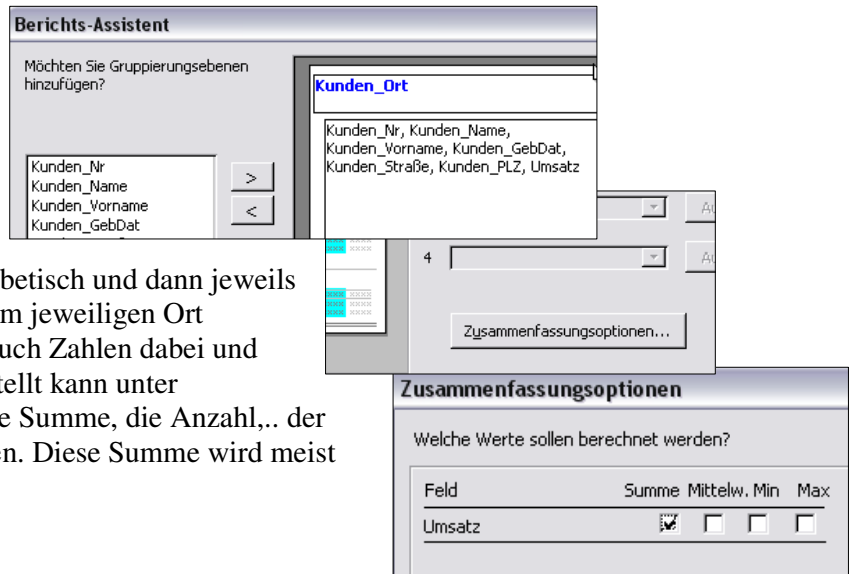 Berichts-Assistent
Möchten Sie Gruppierungsebenen
hinzufügen?
Kunden_Nr
Kunden_Name
Kunden_Vorname
Kunden_GebDat
>
<
Kunden_Ort
Kunden_Nr, Kunden_Name,
Kunden_Vorname, Kunden_GebDat,
Kunden_Straße, Kunden_PLZ, Umsatz
4
Zusammenfassungsoptionen...
betisch und dann jeweils
m jeweiligen Ort
uch Zahlen dabei und
tellt kann unter
e Summe, die Anzahl,.. der
en. Diese Summe wird meist
Zusammenfassungsoptionen
Welche Werte sollen berechnet werden?
Feld Summe Mittelw. Min Max
Umsatz